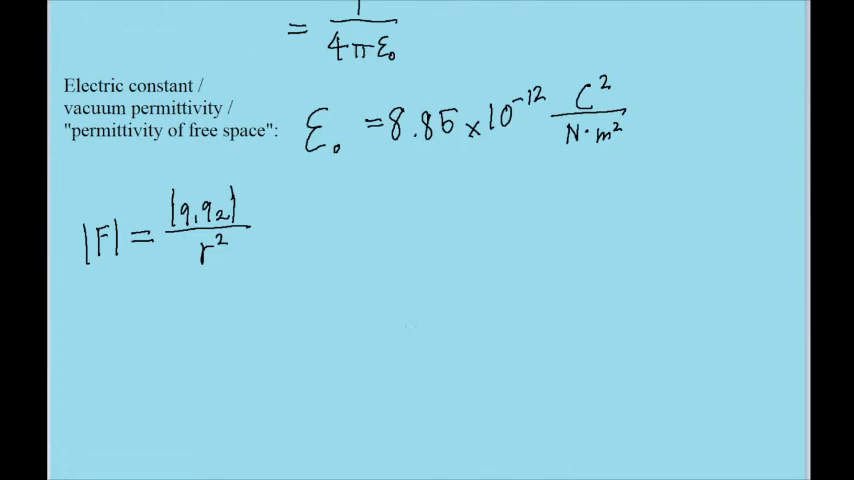 = 1/4πε₀
Electric constant /
vacuum permittivity /
"permittivity of free space": ε₀ = 8.85 × 10⁻¹² C²/N·m²
|F| = |q₁q₂|/r²